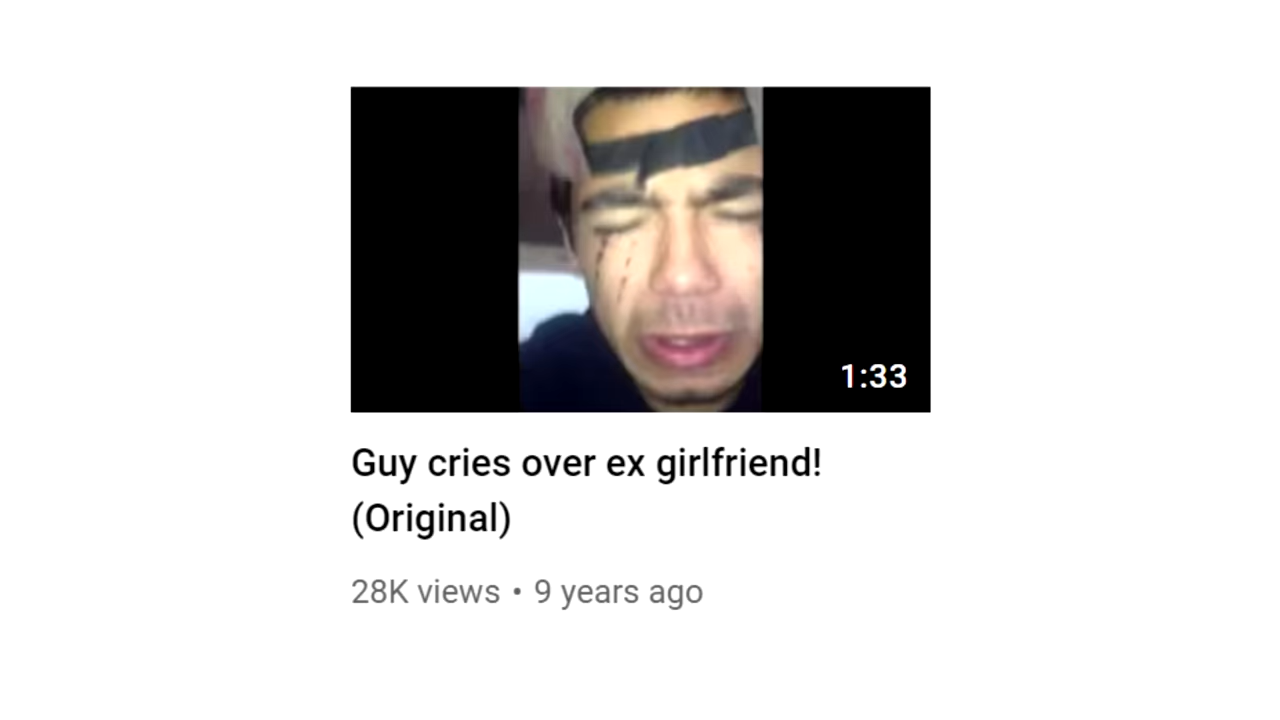 1:33
Guy cries over ex girlfriend!
(Original)
28K views • 9 years ago